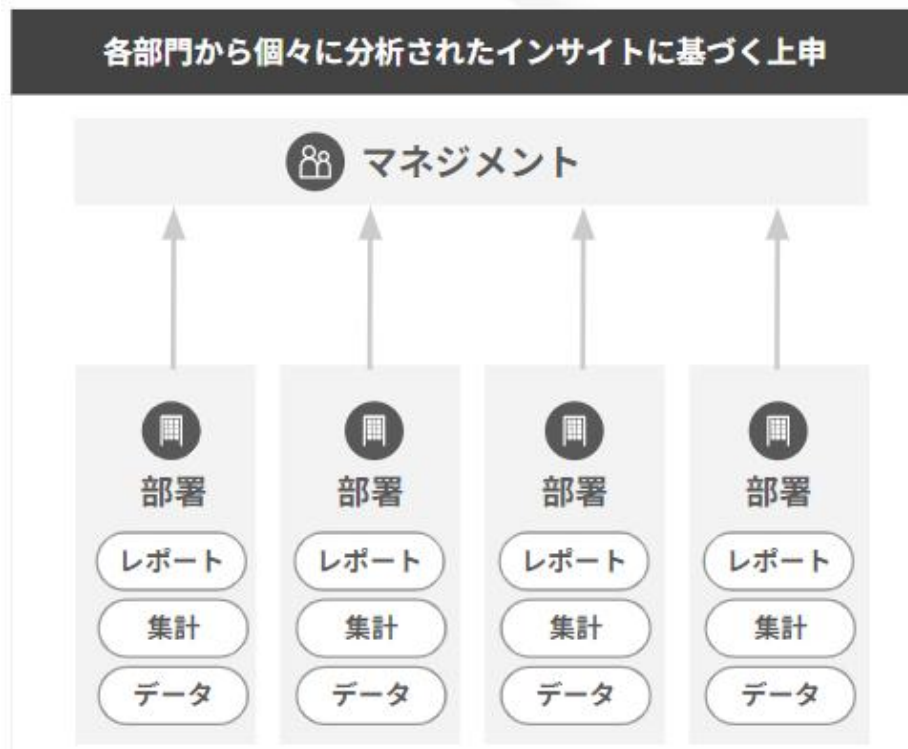 各部門から個々に分析されたインサイトに基づく上申
マネジメント
部署 部署 部署 部署
レポート レポート レポート レポート
集計 集計 集計 集計
データ データ データ データ